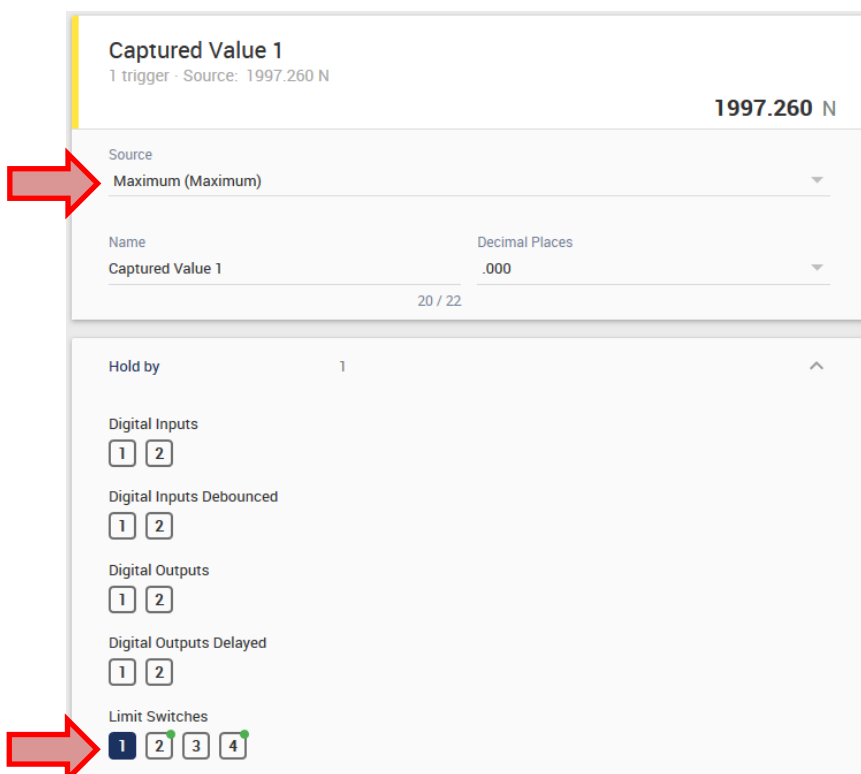 Captured Value 1
1 trigger · Source: 1997.260 N
1997.260 N
Source
Maximum (Maximum)
Name
Decimal Places
Captured Value 1
.000
20 / 22
Hold by 1
Digital Inputs
1 2
Digital Inputs Debounced
1 2
Digital Outputs
1 2
Digital Outputs Delayed
1 2
Limit Switches
1 2 3 4